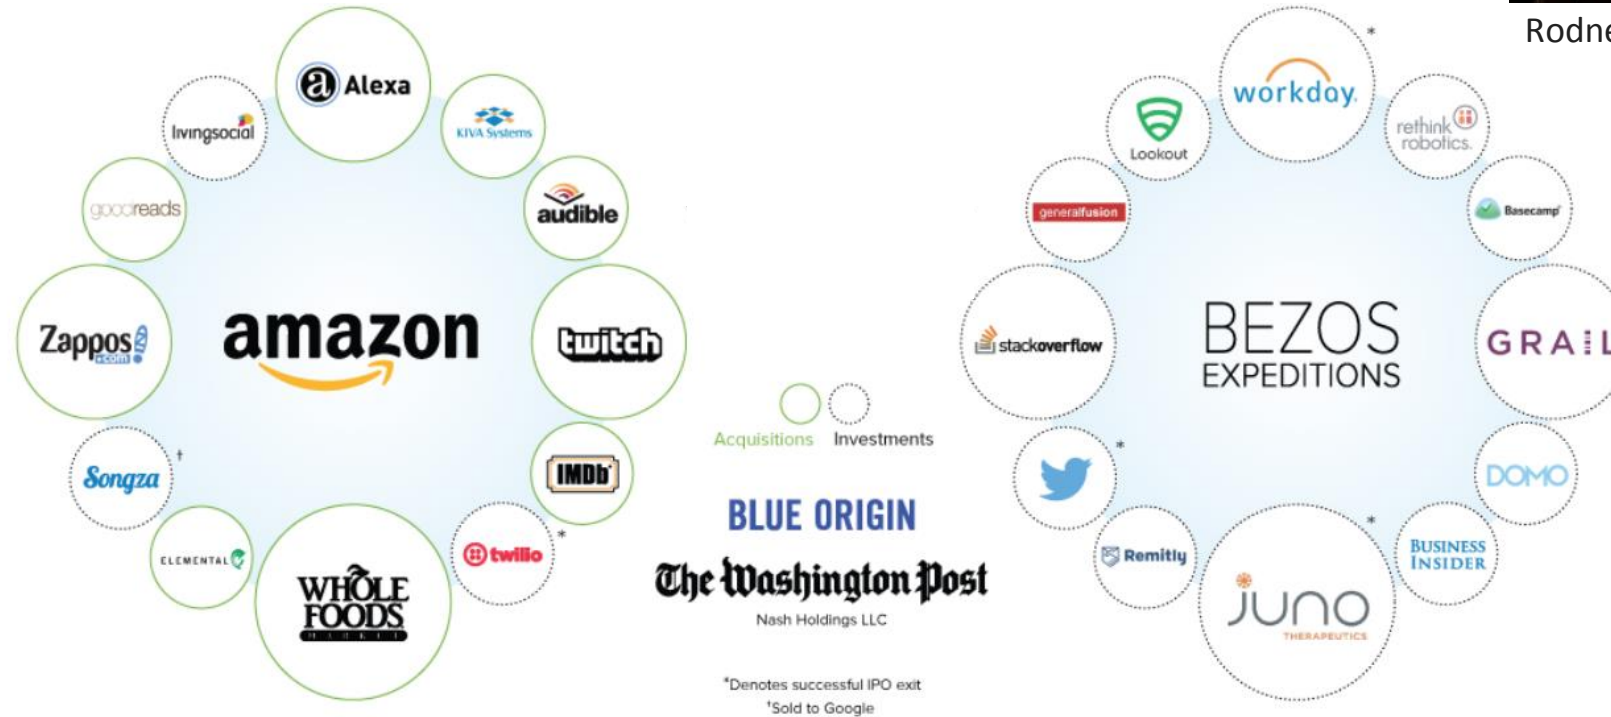 Rodne
Alexa
KIVA Systems
audible
twitch
IMDb
twilio
*
WHOLE
FOODS
MARKET
ELEMENTAL
Songza
†
Zappos
.com
goodreads
livingsocial
amazon
Acquisitions Investments
BLUE ORIGIN
The Washington Post
Nash Holdings LLC
*Denotes successful IPO exit
†Sold to Google
workday.
*
rethink
robotics.
Basecamp
GRAIL
DOMO
BUSINESS
INSIDER
juno
THERAPEUTICS
*
Remitly
*
stackoverflow
generalfusion
Lookout
BEZOS
EXPEDITIONS